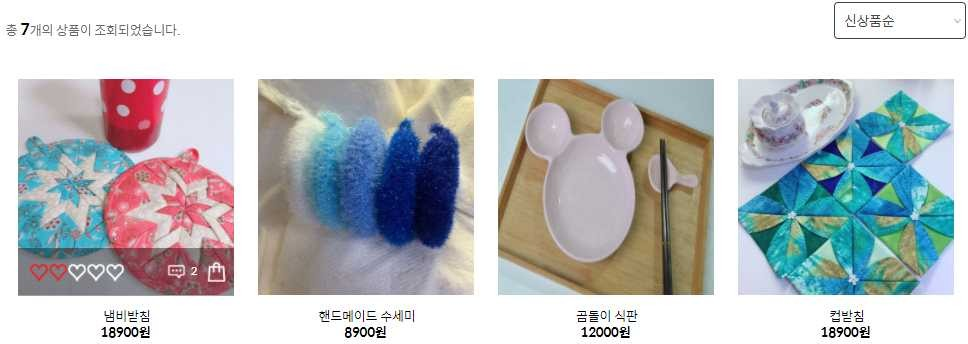 총 7개의 상품이 조회되었습니다.
신상품순
2
냄비받침
18900원
핸드메이드 수세미
8900원
곰돌이 식판
12000원
컵받침
18900원